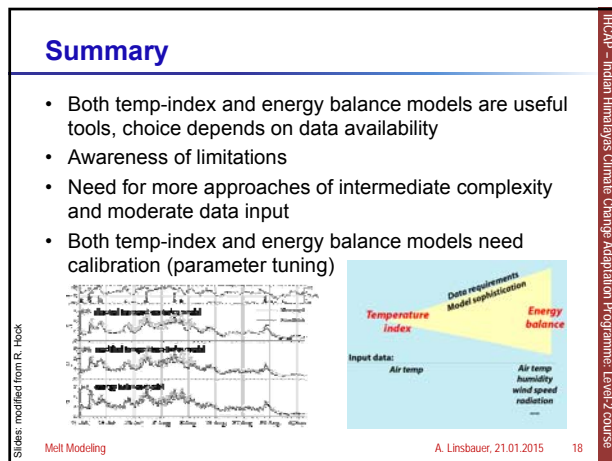 Summary
• Both temp-index and energy balance models are useful
tools, choice depends on data availability
• Awareness of limitations
• Need for more approaches of intermediate complexity
and moderate data input
• Both temp-index and energy balance models need
calibration (parameter tuning)
Data requirements
Model sophistication
Temperature
index
Energy
balance
Input data:
Air temp
Air temp
humidity
wind speed
radiation
....
Slides: modified from R. Hock
Melt Modeling
A. Linsbauer, 21.01.2015
18
IHCAP – Indian Himalayas Climate Change Adaptation Programme: Level-2 course